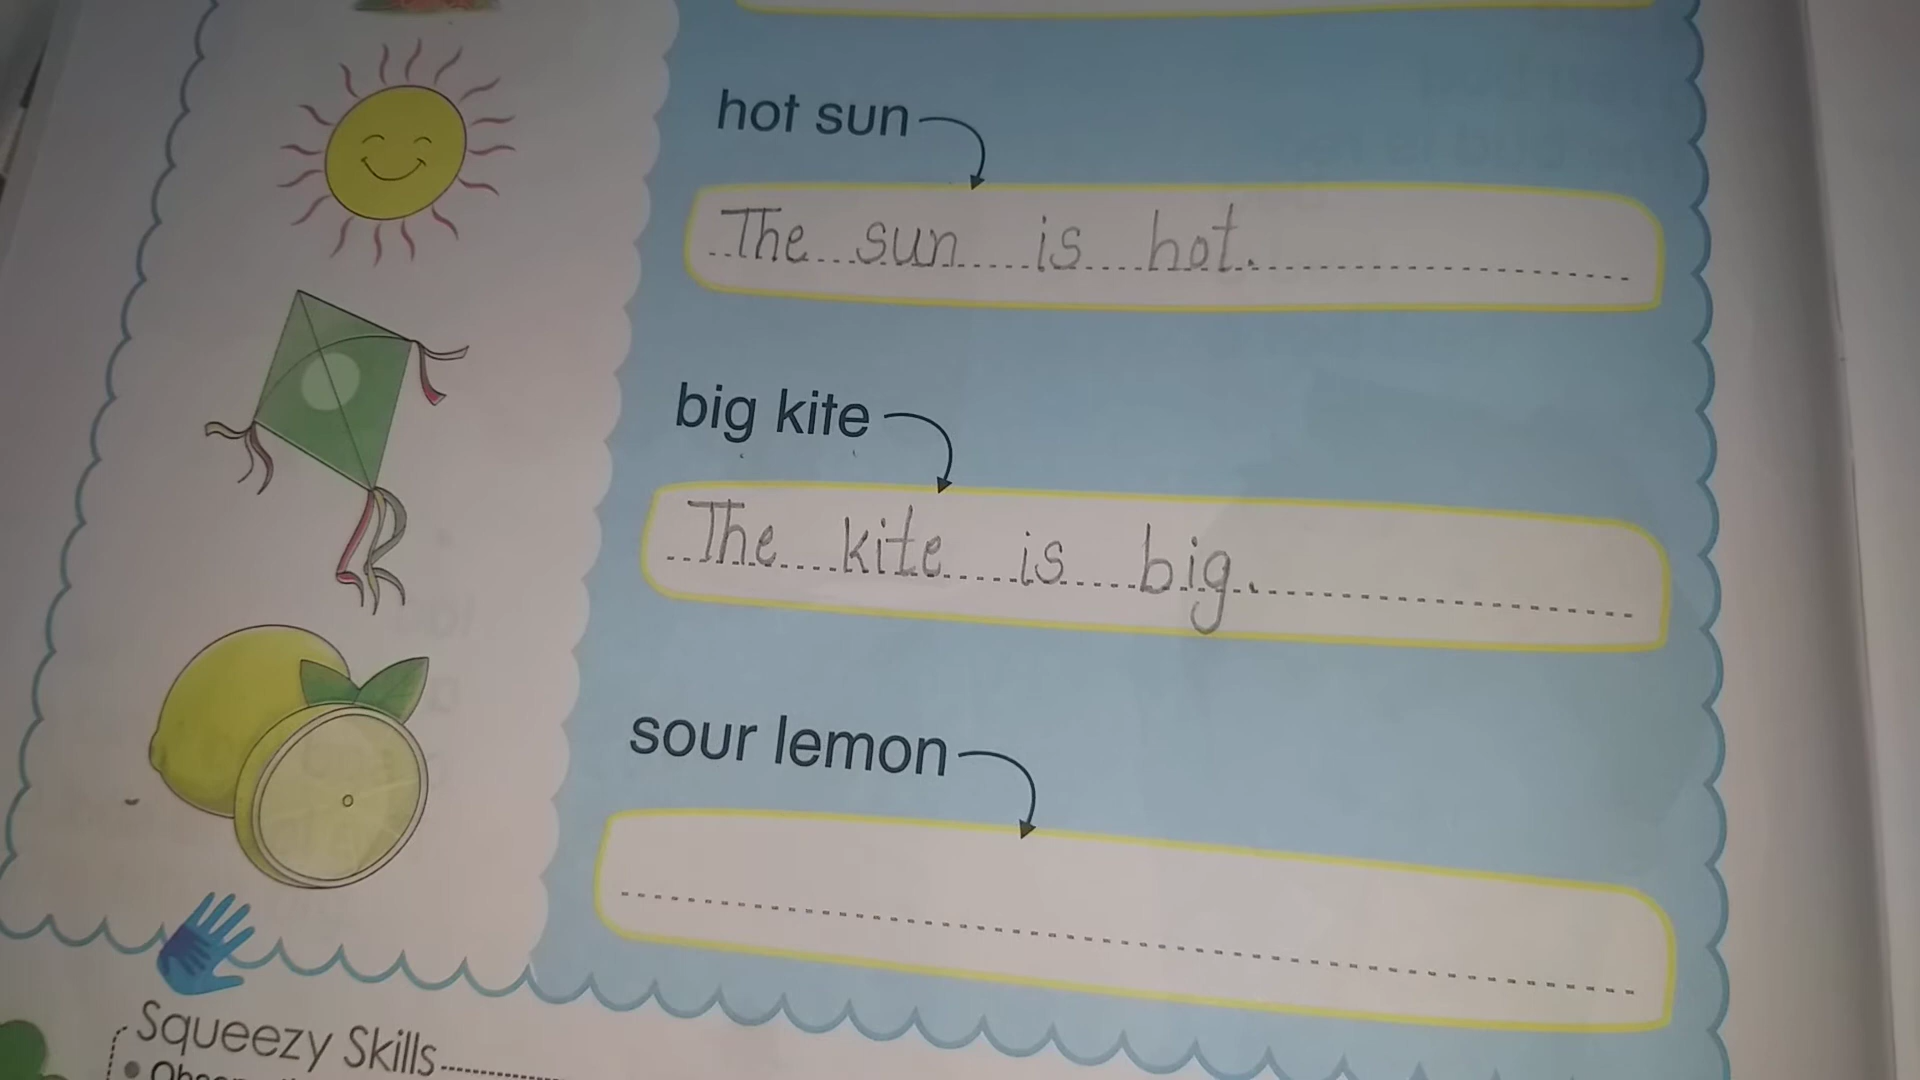 hot sun
The sun is hot.
big kite
The kite is big.
sour lemon
Squeezy Skills